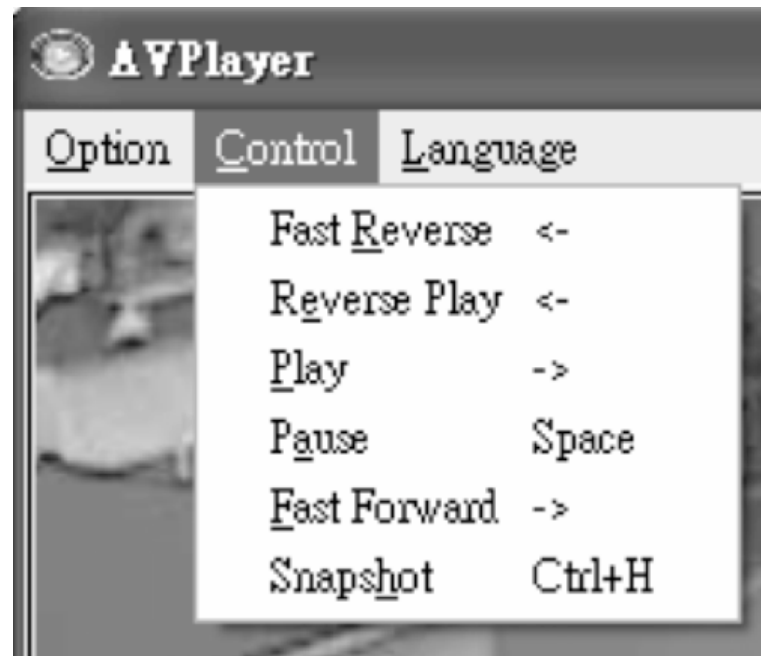 AVPlayer
Option Control Language
Fast Reverse <-
Reverse Play <-
Play ->
Pause Space
Fast Forward ->
Snapshot Ctrl+H